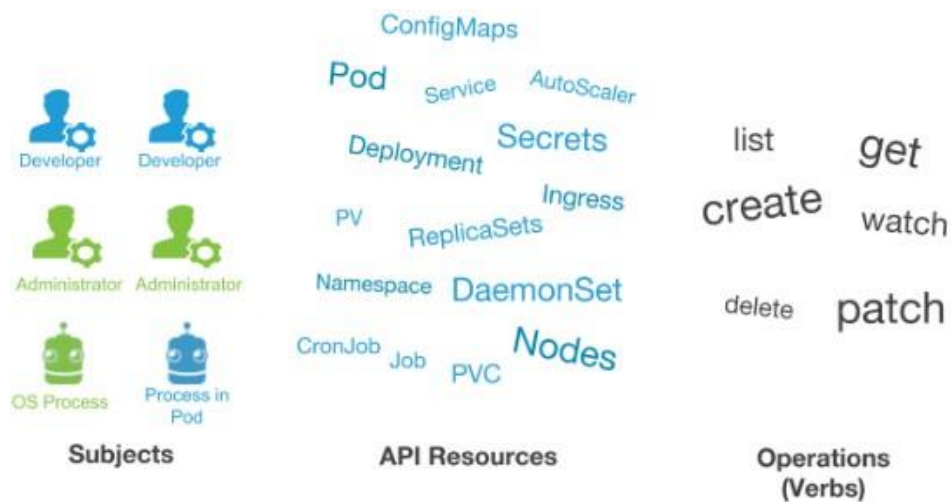 ConfigMaps
Pod
Service
AutoScaler
Developer
Developer
Deployment
Secrets
list
get
Ingress
create
watch
PV
ReplicaSets
Administrator
Administrator
Namespace
DaemonSet
delete
patch
CronJob
Job
PVC
Nodes
OS Process
Process in
Pod
Subjects
API Resources
Operations
(Verbs)